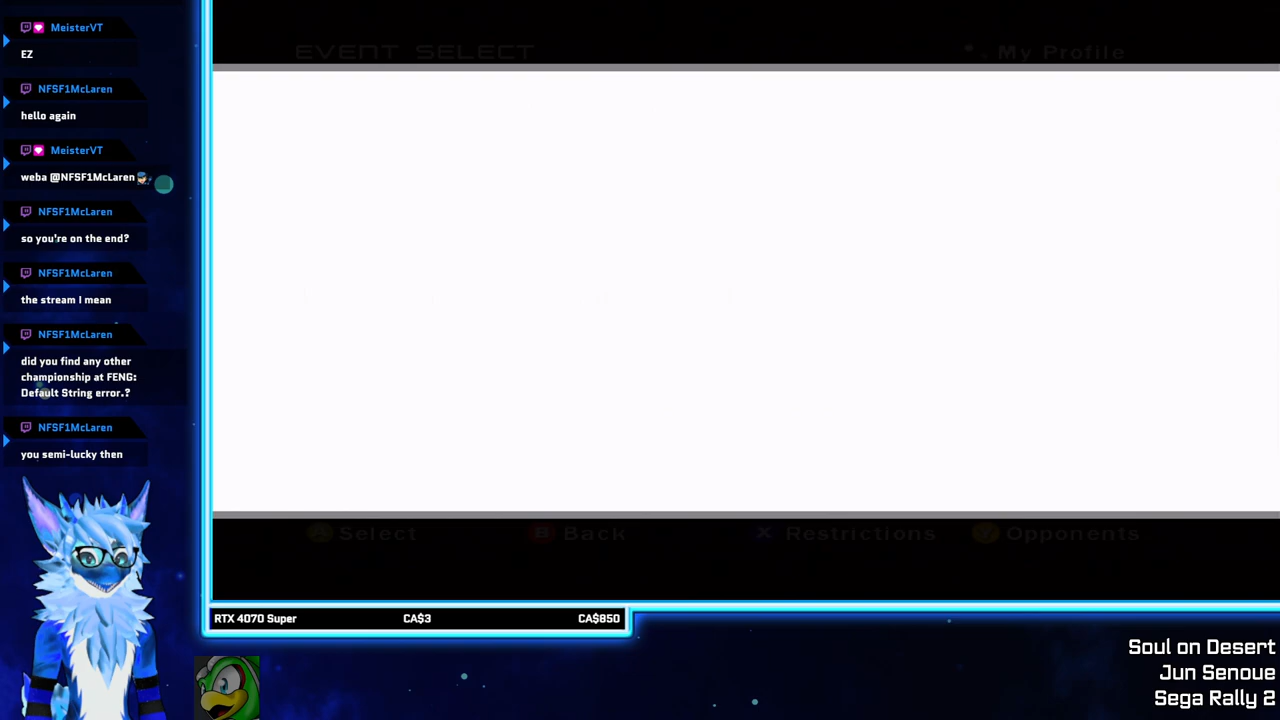 MeisterVT
EZ
NFSF1McLaren
hello again
MeisterVT
weba @NFSF1McLaren
NFSF1McLaren
so you're on the end?
NFSF1McLaren
the stream I mean
NFSF1McLaren
did you find any other
championship at FENG:
Default String error.?
NFSF1McLaren
you semi-lucky then
EVENT SELECT
My Profile
A Select
B Back
X Restrictions
Y Opponents
RTX 4070 Super CA$3 CA$850
Soul on Desert
Jun Senoue
Sega Rally 2